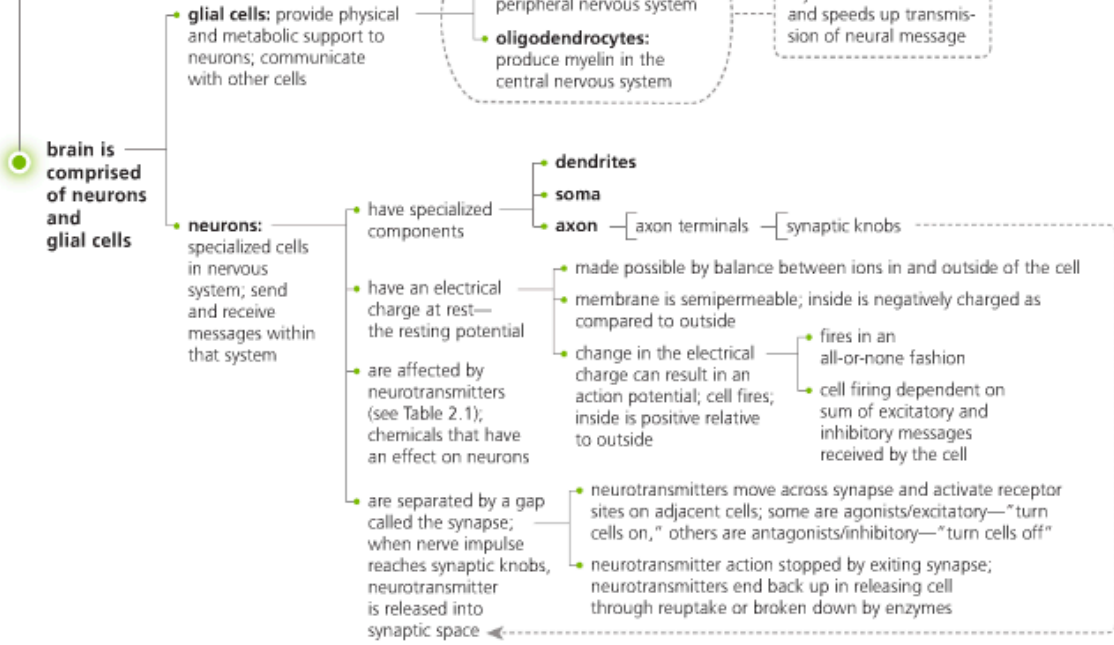 peripheral nervous system
and speeds up transmis-
sion of neural message
glial cells: provide physical
and metabolic support to
neurons; communicate
with other cells
oligodendrocytes:
produce myelin in the
central nervous system
brain is
comprised
of neurons
and
glial cells
neurons:
specialized cells
in nervous
system; send
and receive
messages within
that system
have specialized
components
dendrites
soma
axon
axon terminals
synaptic knobs
have an electrical
charge at rest—
the resting potential
made possible by balance between ions in and outside of the cell
membrane is semipermeable; inside is negatively charged as
compared to outside
change in the electrical
charge can result in an
action potential; cell fires;
inside is positive relative
to outside
fires in an
all-or-none fashion
cell firing dependent on
sum of excitatory and
inhibitory messages
received by the cell
are affected by
neurotransmitters
(see Table 2.1);
chemicals that have
an effect on neurons
are separated by a gap
called the synapse;
when nerve impulse
reaches synaptic knobs,
neurotransmitter
is released into
synaptic space
neurotransmitters move across synapse and activate receptor
sites on adjacent cells; some are agonists/excitatory—“turn
cells on,” others are antagonists/inhibitory—“turn cells off”
neurotransmitter action stopped by exiting synapse;
neurotransmitters end back up in releasing cell
through reuptake or broken down by enzymes